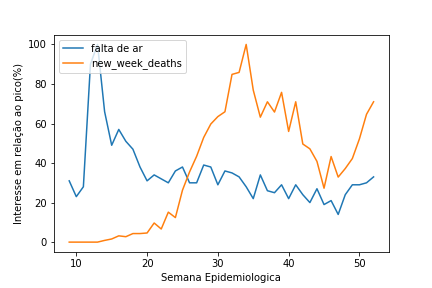 falta de ar
new_week_deaths
Interesse em relação ao pico(%)
100
80
60
40
20
0
10 20 30 40 50
Semana Epidemiologica